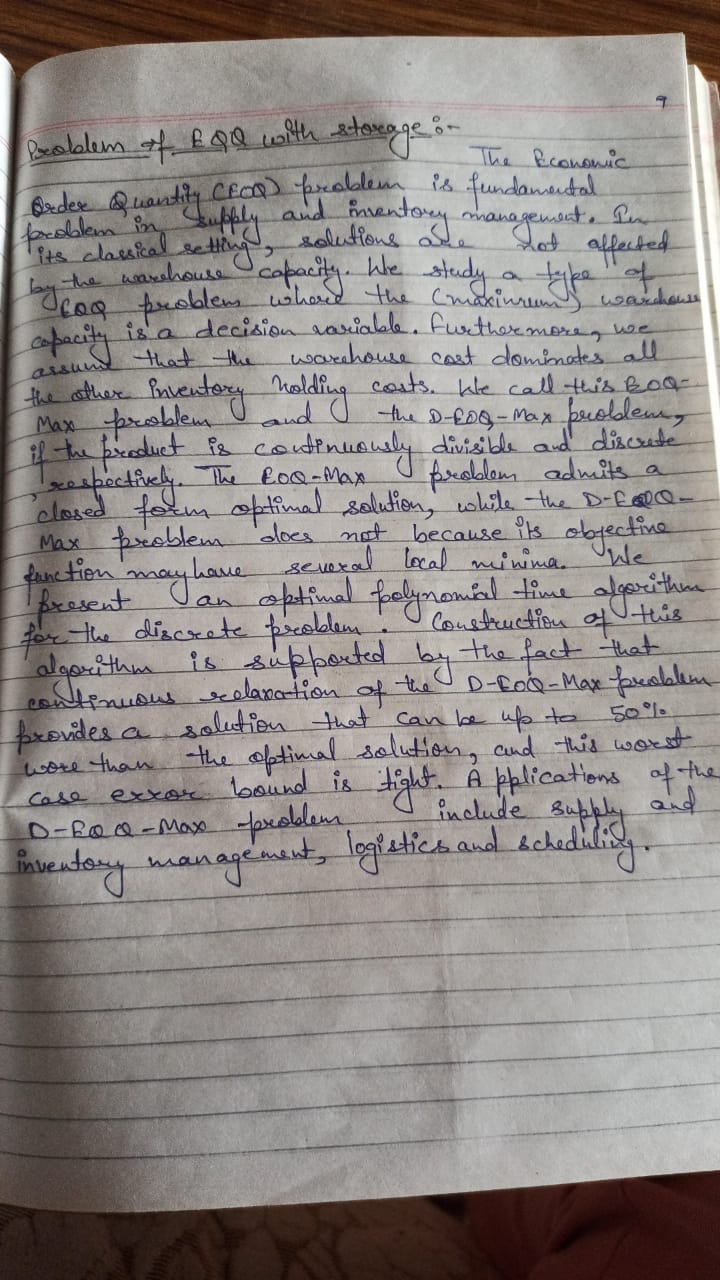 9
Problem of EOQ with storage :-
The Economic
Order Quantity (EOQ) problem is fundamental
problem in supply and inventory management. In
its classical setting, solutions are not affected
by the warehouse capacity. We study a type of
EOQ problem where the (maximum) warehouse
capacity is a decision variable. Furthermore, we
assume that the warehouse cost dominates all
the other inventory holding costs. We call this EOQ-
Max problem and the D-EOQ-Max problem,
if the product is continuously divisible and discrete
, respectively. The EOQ-Max problem admits a
closed form optimal solution, while the D-EOQ-
Max problem does not because its objective
function may have several local minima. We
present an optimal polynomial time algorithm
for the discrete problem. Construction of this
algorithm is supported by the fact that
continuous relaxation of the D-EOQ-Max problem
provides a solution that can be up to 50%
wore than the optimal solution, and this worst
case error bound is tight. Applications of the
D-EOQ-Max problem include supply and
inventory management, logistics and scheduling.